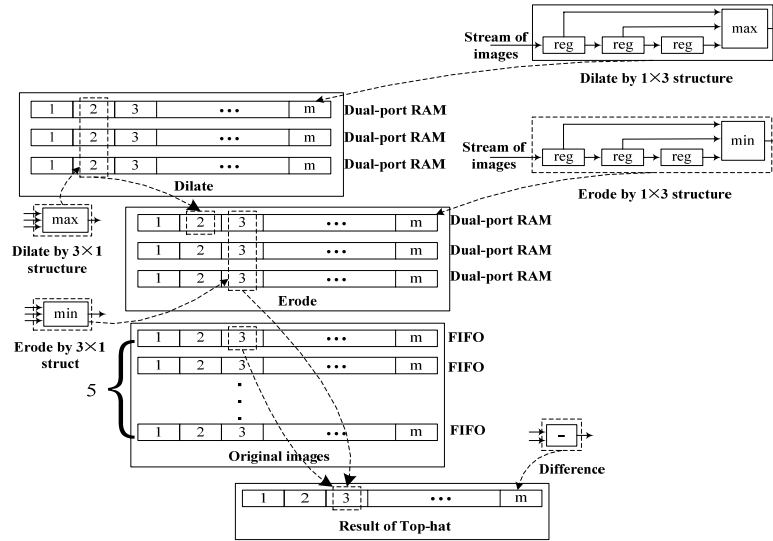 Stream of
images
reg
reg
reg
max
Dilate by 1×3 structure
1 2 3 ••• m Dual-port RAM
1 2 3 ••• m Dual-port RAM
1 2 3 ••• m Dual-port RAM
Dilate
Stream of
images
reg
reg
reg
min
Erode by 1×3 structure
max
Dilate by 3×1
structure
1 2 3 ••• m Dual-port RAM
1 2 3 ••• m Dual-port RAM
1 2 3 ••• m Dual-port RAM
Erode
min
Erode by 3×1
struct
5
1 2 3 ••• m FIFO
1 2 3 ••• m FIFO
1 2 3 ••• m FIFO
Original images
-
Difference
1 2 3 ••• m
Result of Top-hat